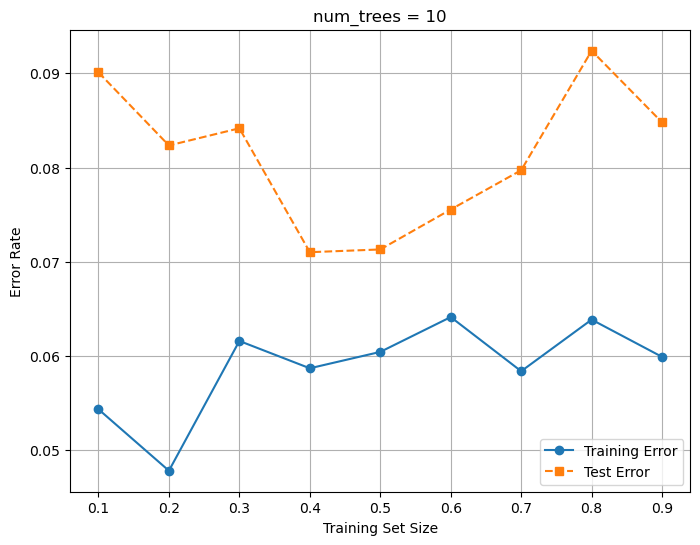 num_trees = 10
0.09
0.08
0.07
0.06
0.05
Error Rate
0.1 0.2 0.3 0.4 0.5 0.6 0.7 0.8 0.9
Training Set Size
Training Error
Test Error